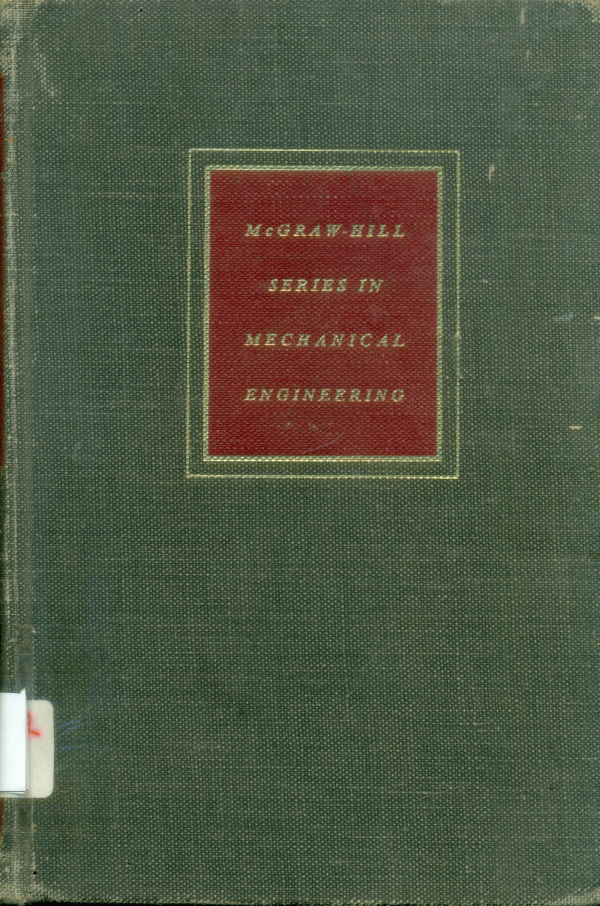 McGRAW-HILL
SERIES IN
MECHANICAL
ENGINEERING